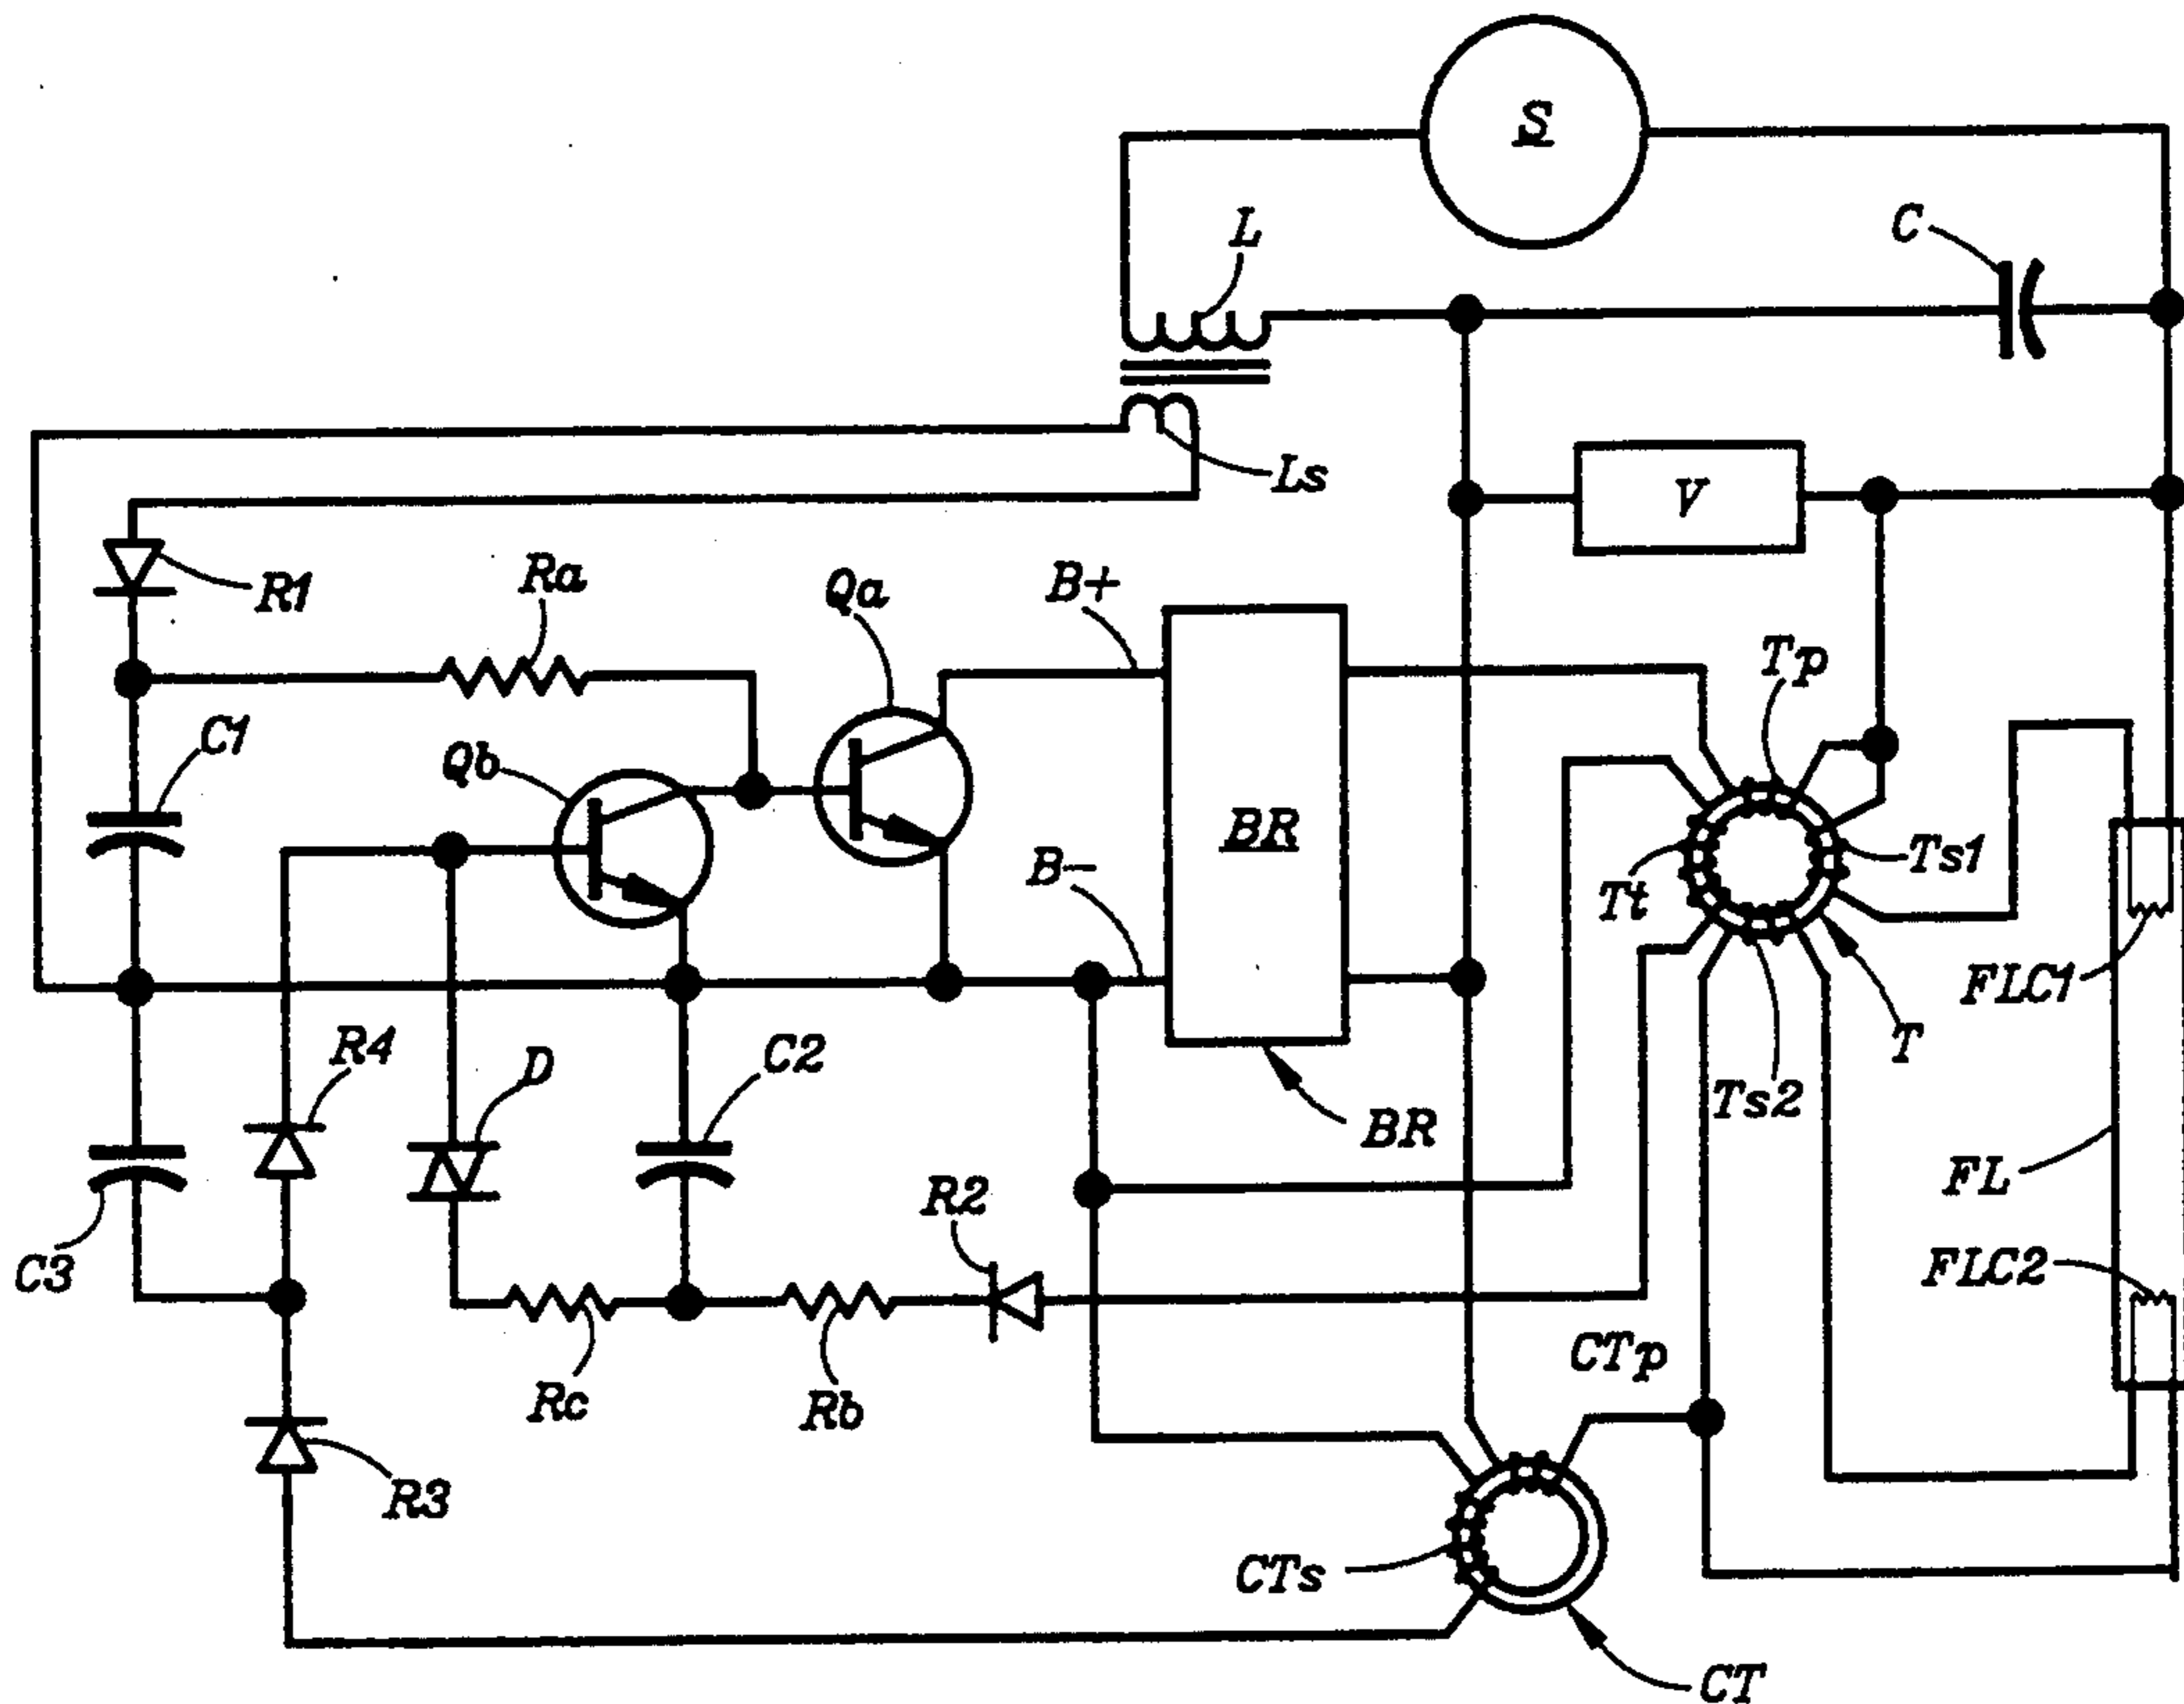 S
L
C
Ls
V
R1
Ra
Qa
B+
Tp
C1
Qb
BR
B-
Ts1
Tt
FLC1
R4
D
C2
T
Ts2
BR
FL
R2
C3
FLC2
CTp
Rc
Rb
R3
CTs
CT